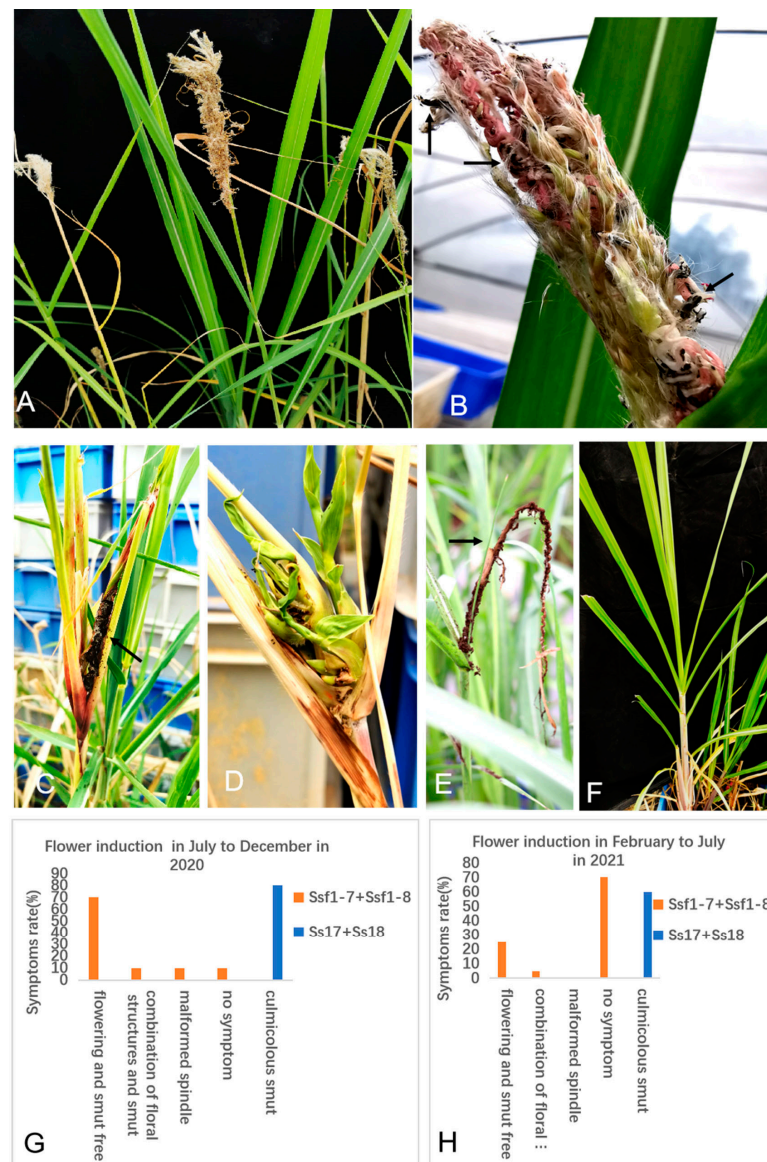 A
B
C
D
E
F
Flower induction in July to December in
2020
Symptoms rate(%)
90
80
70
60
50
40
30
20
10
0
Ssf1-7+Ssf1-8
Ss17+Ss18
flowering and smut free
combination of floral
structures and smut
malformed spindle
no symptom
culmicolous smut
G
Flower induction in February to July
in 2021
Symptoms rate(%)
80
70
60
50
40
30
20
10
0
Ssf1-7+Ssf1-8
Ss17+Ss18
flowering and smut free
combination of floral ⋮
malformed spindle
no symptom
culmicolous smut
H